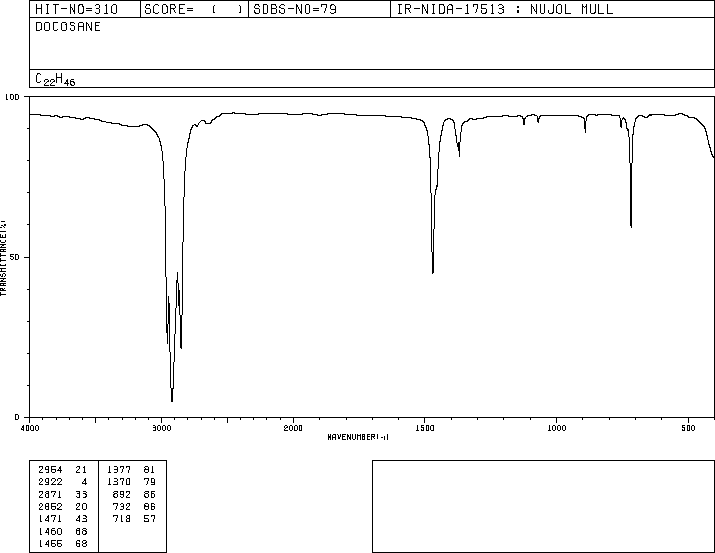 HIT-NO=310 SCORE= ( ) SDBS-NO=79 IR-NIDA-17513 : NUJOL MULL
DOCOSANE
C22H46
100
TRANSMITTANCE(%)
50
0
4000 3000 2000 1500 1000 500
WAVENUMBER(-1)
2954 21 1377 81
2922 4 1370 79
2871 33 892 86
2852 20 732 86
1471 43 718 57
1460 66
1455 68